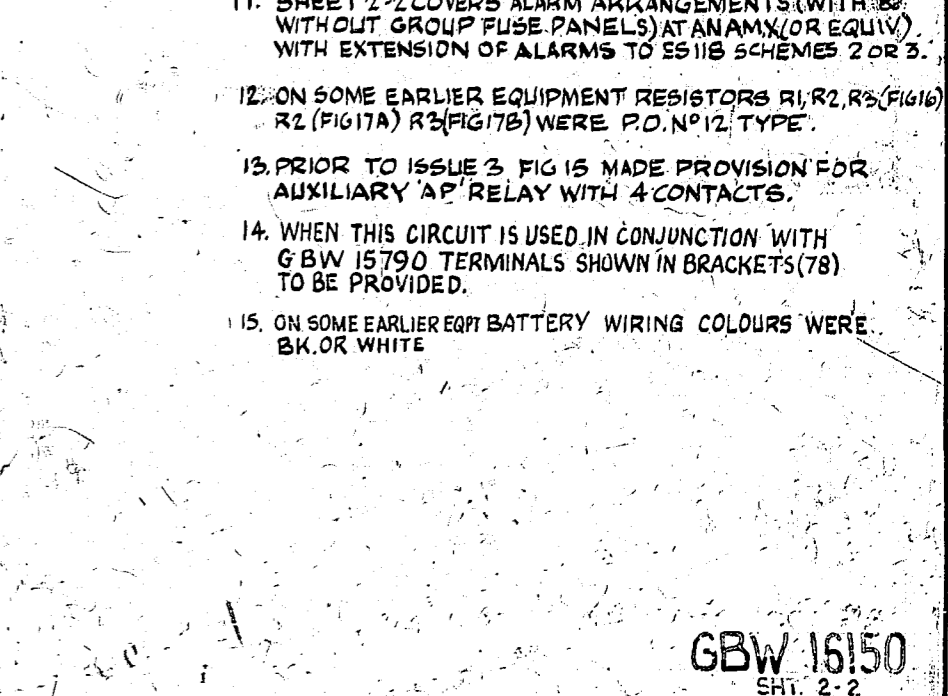 11. SHEET 2-2 COVERS ALARM ARRANGEMENTS (WITH &
WITHOUT GROUP FUSE PANELS) AT AN AMX (OR EQUIV).
WITH EXTENSION OF ALARMS TO ES118 SCHEMES 2 OR 3.
12. ON SOME EARLIER EQUIPMENT RESISTORS R1, R2, R3 (FIG 16)
R2 (FIG 17A) R3 (FIG 17B) WERE P.O. Nº 12 TYPE.
13. PRIOR TO ISSUE 3 FIG 15 MADE PROVISION FOR
AUXILIARY 'AP' RELAY WITH 4 CONTACTS.
14. WHEN THIS CIRCUIT IS USED IN CONJUNCTION WITH
GBW 15790 TERMINALS SHOWN IN BRACKETS (78)
TO BE PROVIDED.
15. ON SOME EARLIER EQPT BATTERY WIRING COLOURS WERE
BK. OR WHITE
GBW 16150
SHT. 2-2